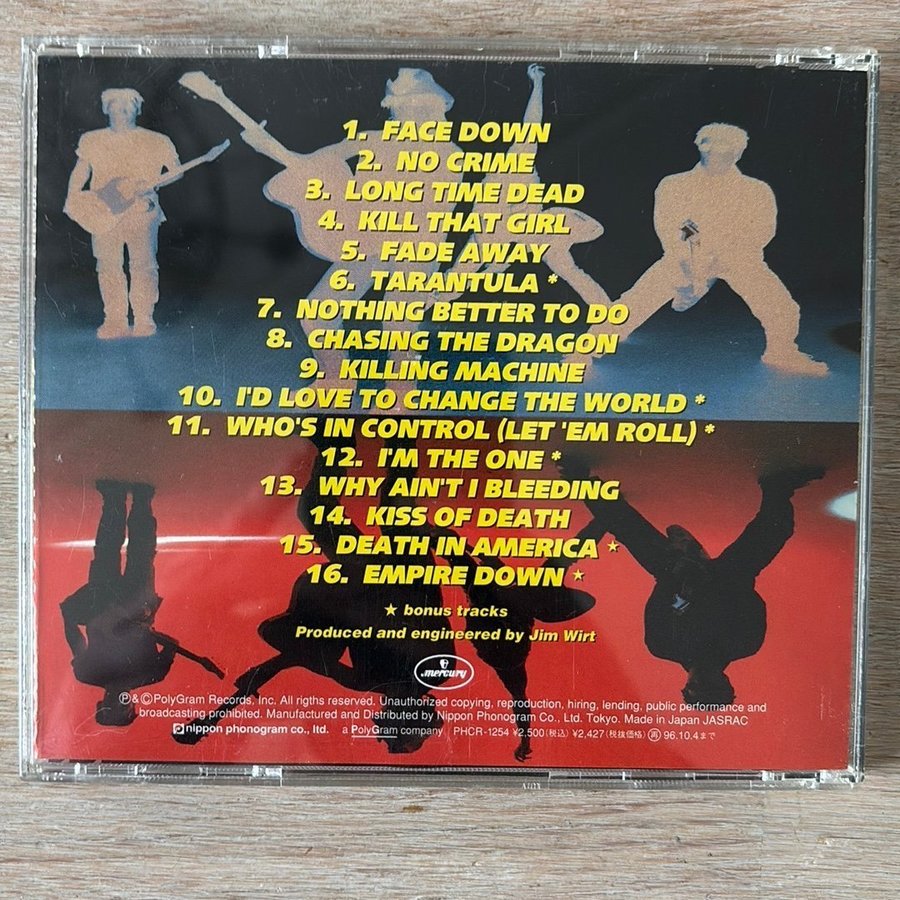 1. FACE DOWN
2. NO CRIME
3. LONG TIME DEAD
4. KILL THAT GIRL
5. FADE AWAY
6. TARANTULA *
7. NOTHING BETTER TO DO
8. CHASING THE DRAGON
9. KILLING MACHINE
10. I'D LOVE TO CHANGE THE WORLD *
11. WHO'S IN CONTROL (LET 'EM ROLL) *
12. I'M THE ONE *
13. WHY AIN'T I BLEEDING
14. KISS OF DEATH
15. DEATH IN AMERICA ★
16. EMPIRE DOWN ★
★ bonus tracks
Produced and engineered by Jim Wirt
mercury
Ⓟ&©PolyGram Records, Inc. All rigths reserved. Unauthorized copying, reproduction, hiring, lending, public performance and
broadcasting prohibited. Manufactured and Distributed by Nippon Phonogram Co., Ltd. Tokyo. Made in Japan JASRAC
nippon phonogram co., ltd. a PolyGram company PHCR-1254 ¥2,500(税込) ¥2,427(税抜価格) 再 96.10.4まで